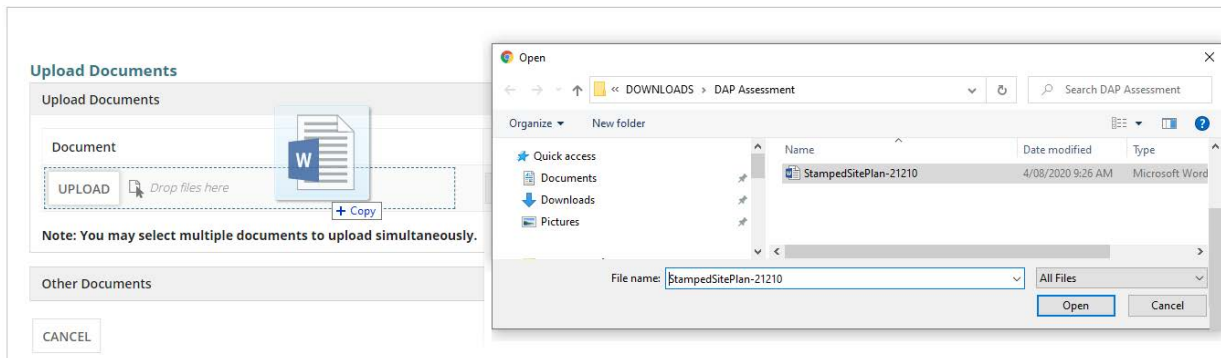 Upload Documents
Upload Documents
Document
W
UPLOAD Drop files here
+ Copy
Note: You may select multiple documents to upload simultaneously.
Other Documents
CANCEL
Open
« DOWNLOADS > DAP Assessment
Search DAP Assessment
Organize
New folder
?
Quick access
Documents
Downloads
Pictures
Name Date modified Type
StampedSitePlan-21210 4/08/2020 9:26 AM Microsoft Word
File name: StampedSitePlan-21210
All Files
Open Cancel